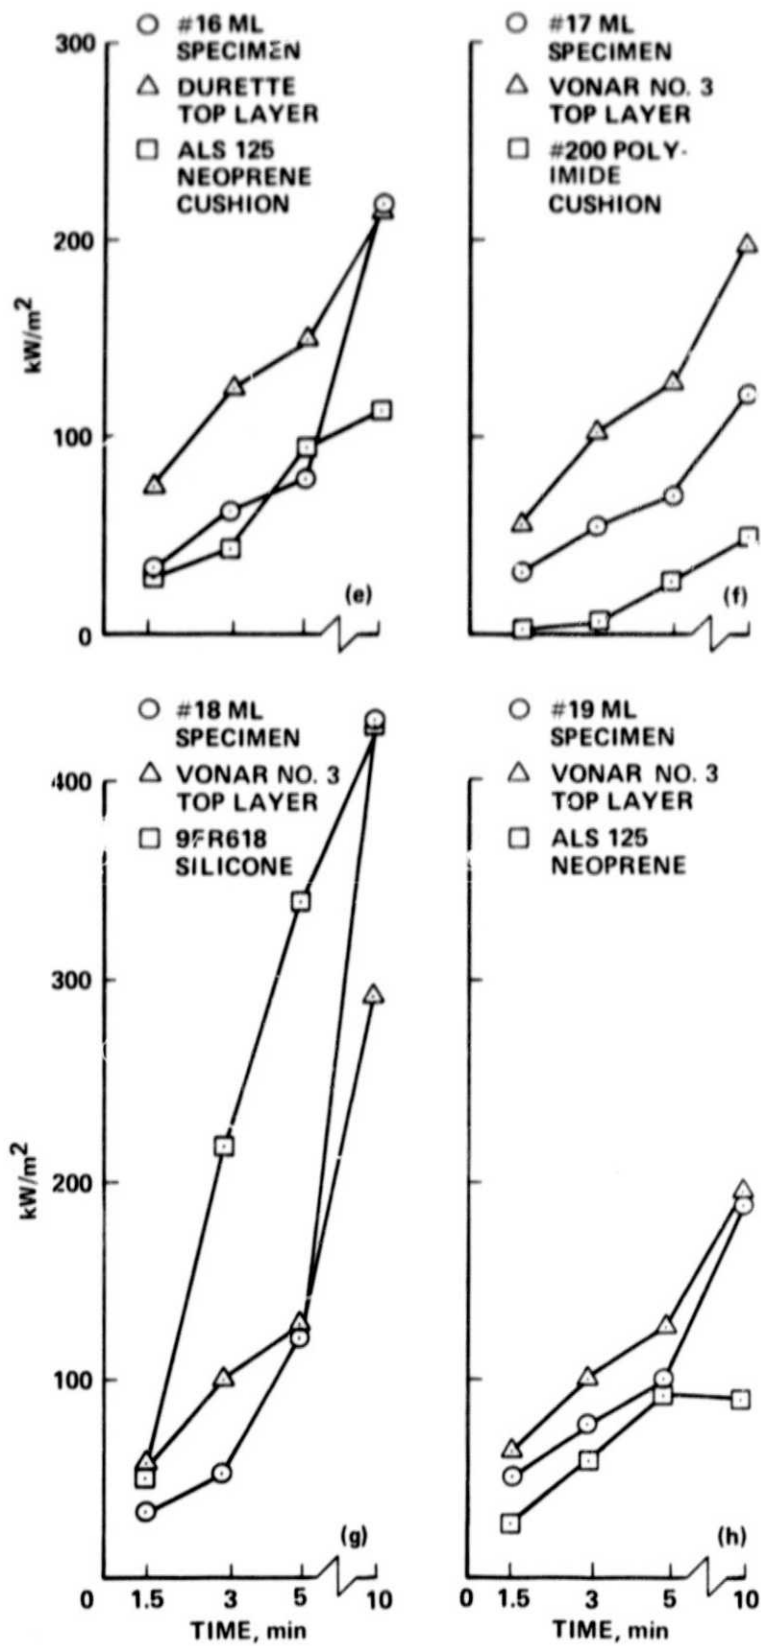 #16 ML
SPECIMEN
DURETTE
TOP LAYER
ALS 125
NEOPRENE
CUSHION
300
200
100
0
kW/m²
(e)
#17 ML
SPECIMEN
VONAR NO. 3
TOP LAYER
#200 POLY-
IMIDE
CUSHION
(f)
#18 ML
SPECIMEN
VONAR NO. 3
TOP LAYER
9FR618
SILICONE
400
300
200
100
0
kW/m²
(g)
1.5 3 5 10
TIME, min
#19 ML
SPECIMEN
VONAR NO. 3
TOP LAYER
ALS 125
NEOPRENE
(h)
0 1.5 3 5 10
TIME, min